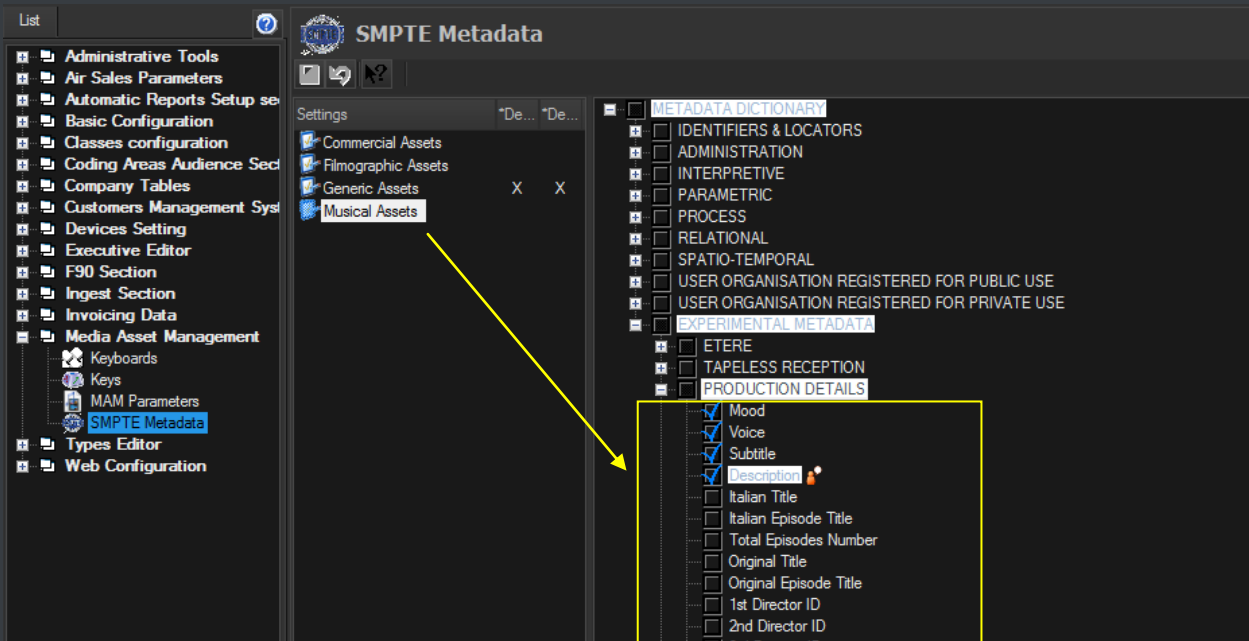 List
SMPTE Metadata
Administrative Tools
Air Sales Parameters
Automatic Reports Setup se
Basic Configuration
Classes configuration
Coding Areas Audience Sect
Company Tables
Customers Management Syst
Devices Setting
Executive Editor
F90 Section
Ingest Section
Invoicing Data
Media Asset Management
Keyboards
Keys
MAM Parameters
SMPTE Metadata
Types Editor
Web Configuration
Settings *De... *De...
Commercial Assets
Filmographic Assets
Generic Assets X X
Musical Assets
METADATA DICTIONARY
IDENTIFIERS & LOCATORS
ADMINISTRATION
INTERPRETIVE
PARAMETRIC
PROCESS
RELATIONAL
SPATIO-TEMPORAL
USER ORGANISATION REGISTERED FOR PUBLIC USE
USER ORGANISATION REGISTERED FOR PRIVATE USE
EXPERIMENTAL METADATA
ETERE
TAPELESS RECEPTION
PRODUCTION DETAILS
Mood
Voice
Subtitle
Description
Italian Title
Italian Episode Title
Total Episodes Number
Original Title
Original Episode Title
1st Director ID
2nd Director ID